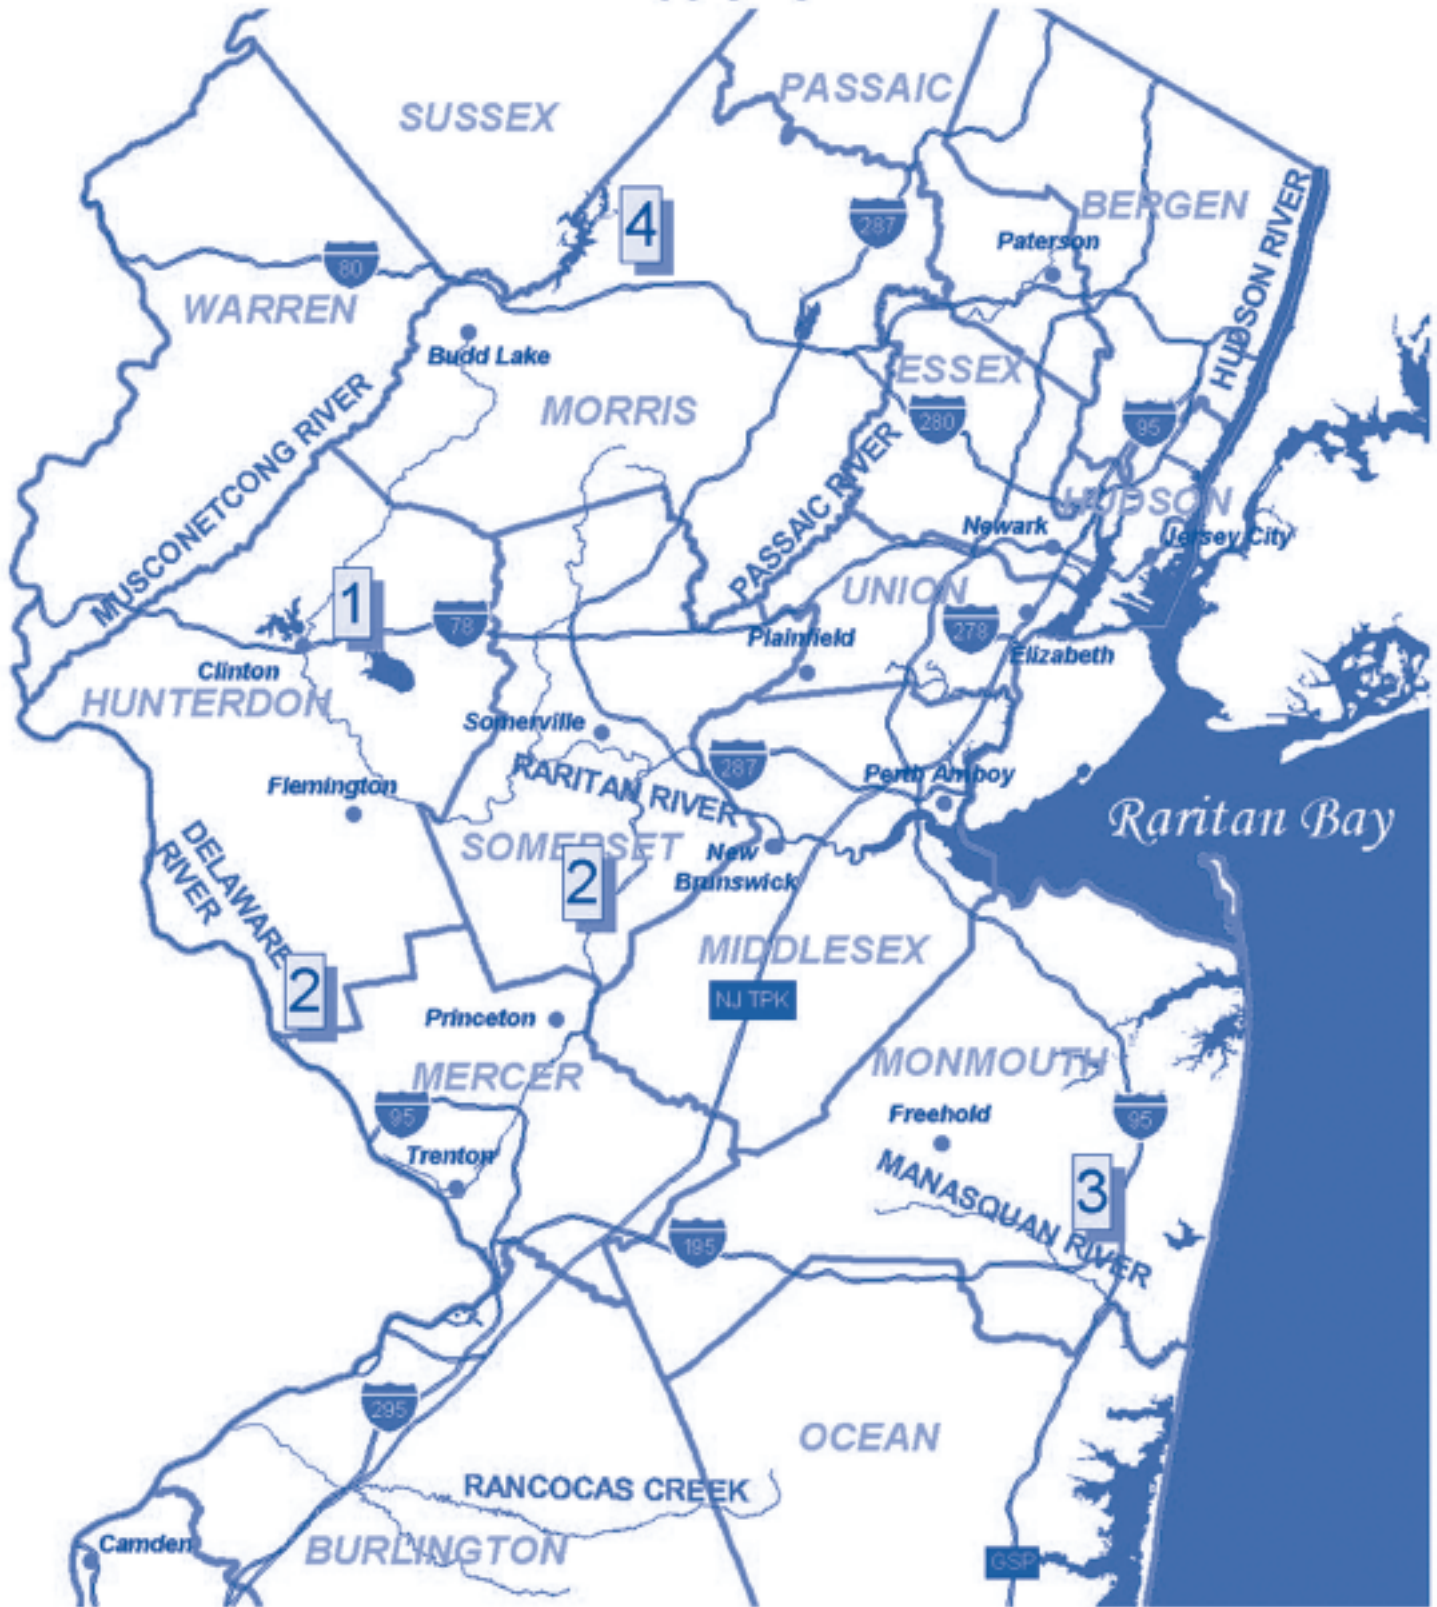 PASSAIC
SUSSEX
BERGEN
4
287
Paterson
HUDSON RIVER
80
WARREN
Budd Lake
ESSEX
MORRIS
280
95
MUSCONETCONG RIVER
PASSAIC RIVER
HUDSON
Newark
Jersey City
1
UNION
78
278
Plainfield
Elizabeth
Clinton
HUNTERDON
Somerville
287
RARITAN RIVER
Perth Amboy
Flemington
Raritan Bay
SOMERSET
New
Brunswick
DELAWARE
RIVER
2
MIDDLESEX
2
NJ TPK
Princeton
MONMOUTH
MERCER
95
Freehold
95
Trenton
MANASQUAN RIVER
3
195
295
OCEAN
RANCOCAS CREEK
Camden
BURLINGTON
GSP